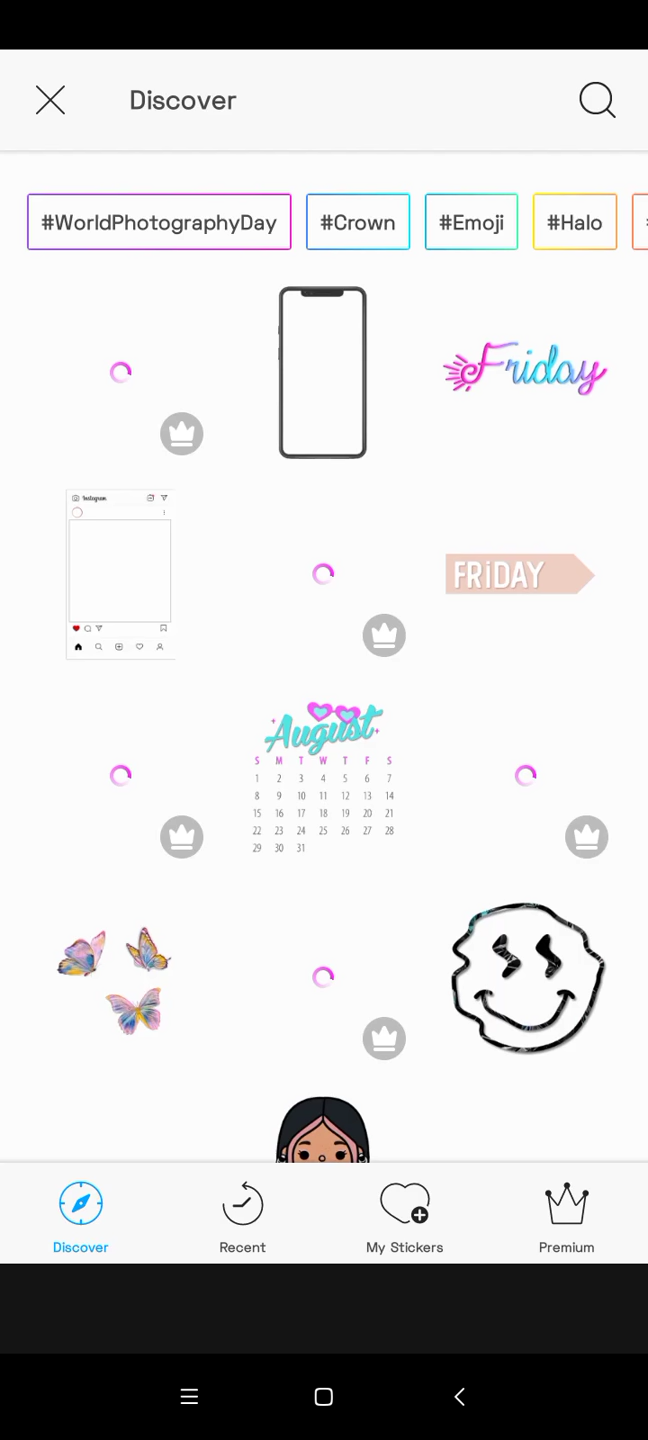 Discover
#WorldPhotographyDay #Crown #Emoji #Halo
Friday
Instagram
FRiDAY
August
S M T W T F S
1 2 3 4 5 6 7
8 9 10 11 12 13 14
15 16 17 18 19 20 21
22 23 24 25 26 27 28
29 30 31
Discover Recent My Stickers Premium